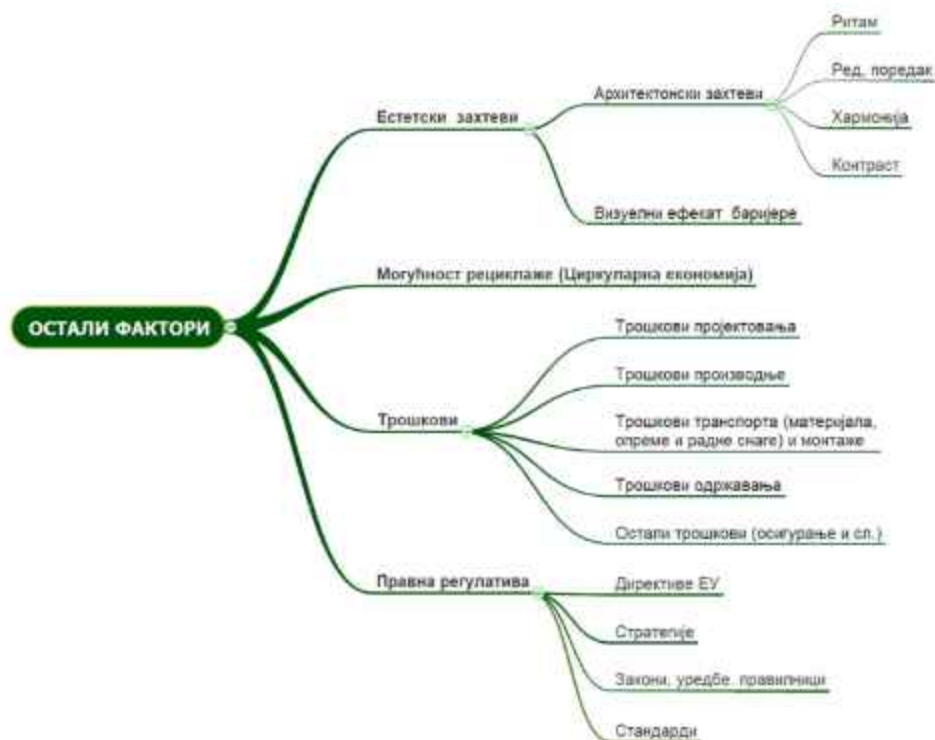 ОСТАЛИ ФАКТОРИ
Естетски захтеви
Архитектонски захтеви
Ритам
Ред, поредак
Хармонија
Контраст
Визуелни ефекат баријере
Могућност рециклаже (Циркуларна економија)
Трошкови
Трошкови пројектовања
Трошкови производње
Трошкови транспорта (материјала,
опреме и радне снаге) и монтаже
Трошкови одржавања
Остали трошкови (осигурање и сл.)
Правна регулатива
Директиве ЕУ
Стратегије
Закони, уредбе. правилници
Стандарди